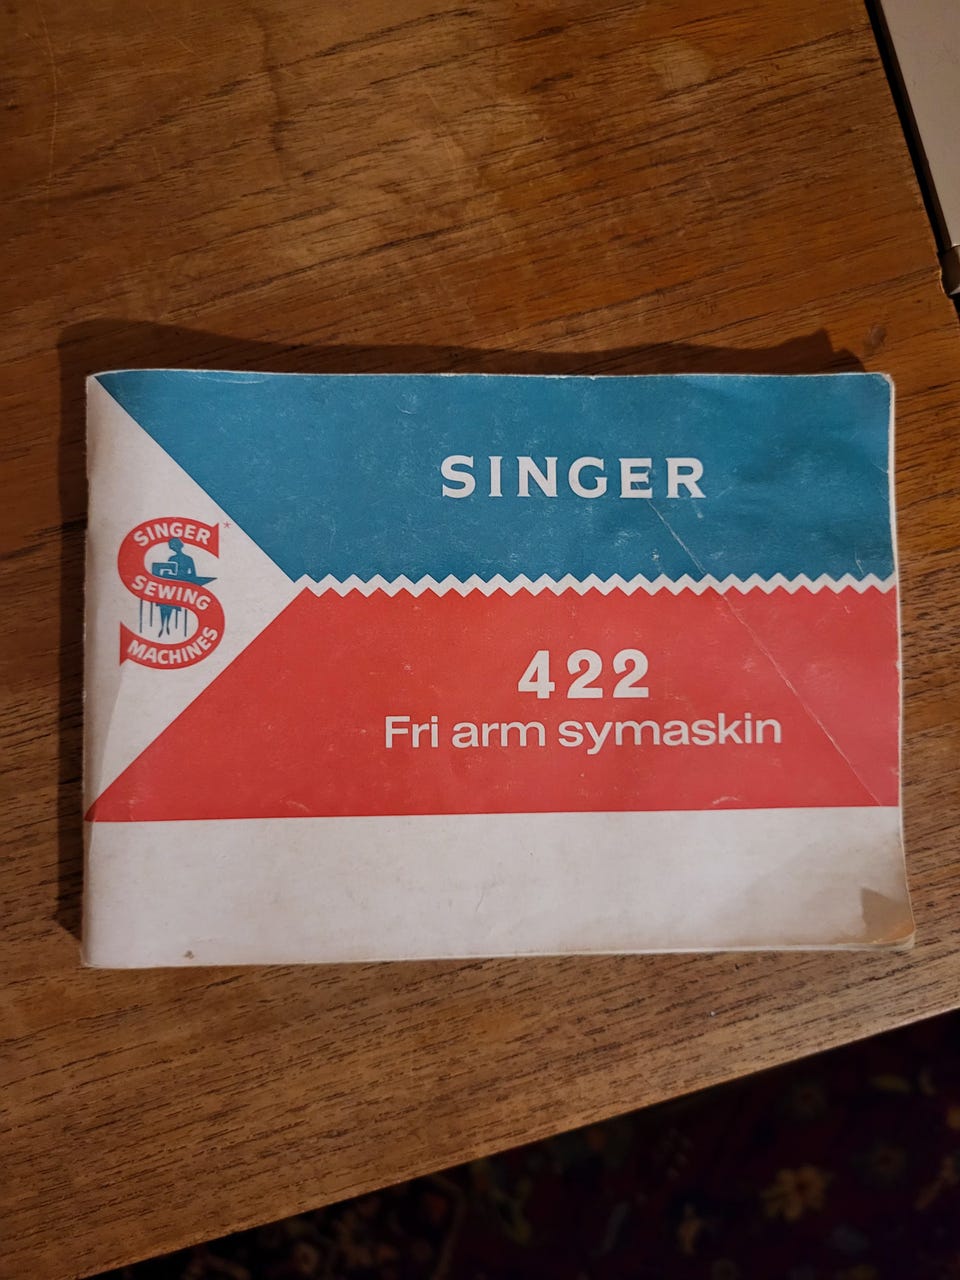 SINGER
SINGER*
SEWING
MACHINES
422
Fri arm symaskin